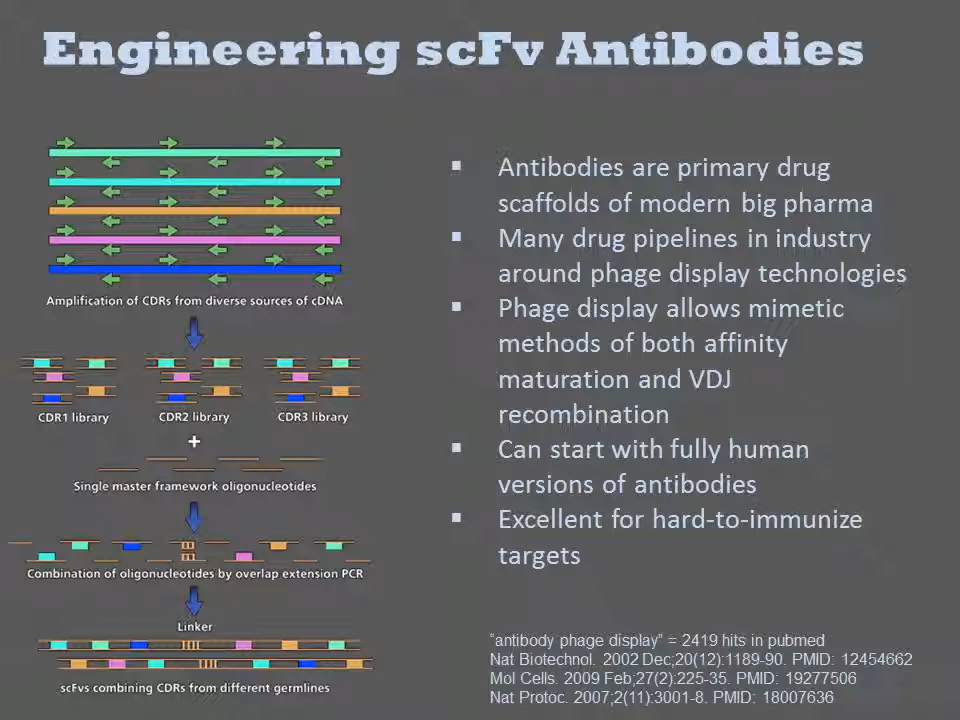 Engineering scFv Antibodies
Amplification of CDRs from diverse sources of cDNA
CDR1 library
CDR2 library
CDR3 library
+
Single master framework oligonucleotides
Combination of oligonucleotides by overlap extension PCR
Linker
scFvs combining CDRs from different germlines
▪ Antibodies are primary drug
scaffolds of modern big pharma
▪ Many drug pipelines in industry
around phage display technologies
▪ Phage display allows mimetic
methods of both affinity
maturation and VDJ
recombination
▪ Can start with fully human
versions of antibodies
▪ Excellent for hard-to-immunize
targets
"antibody phage display" = 2419 hits in pubmed
Nat Biotechnol. 2002 Dec;20(12):1189-90. PMID: 12454662
Mol Cells. 2009 Feb;27(2):225-35. PMID: 19277506
Nat Protoc. 2007;2(11):3001-8. PMID: 18007636